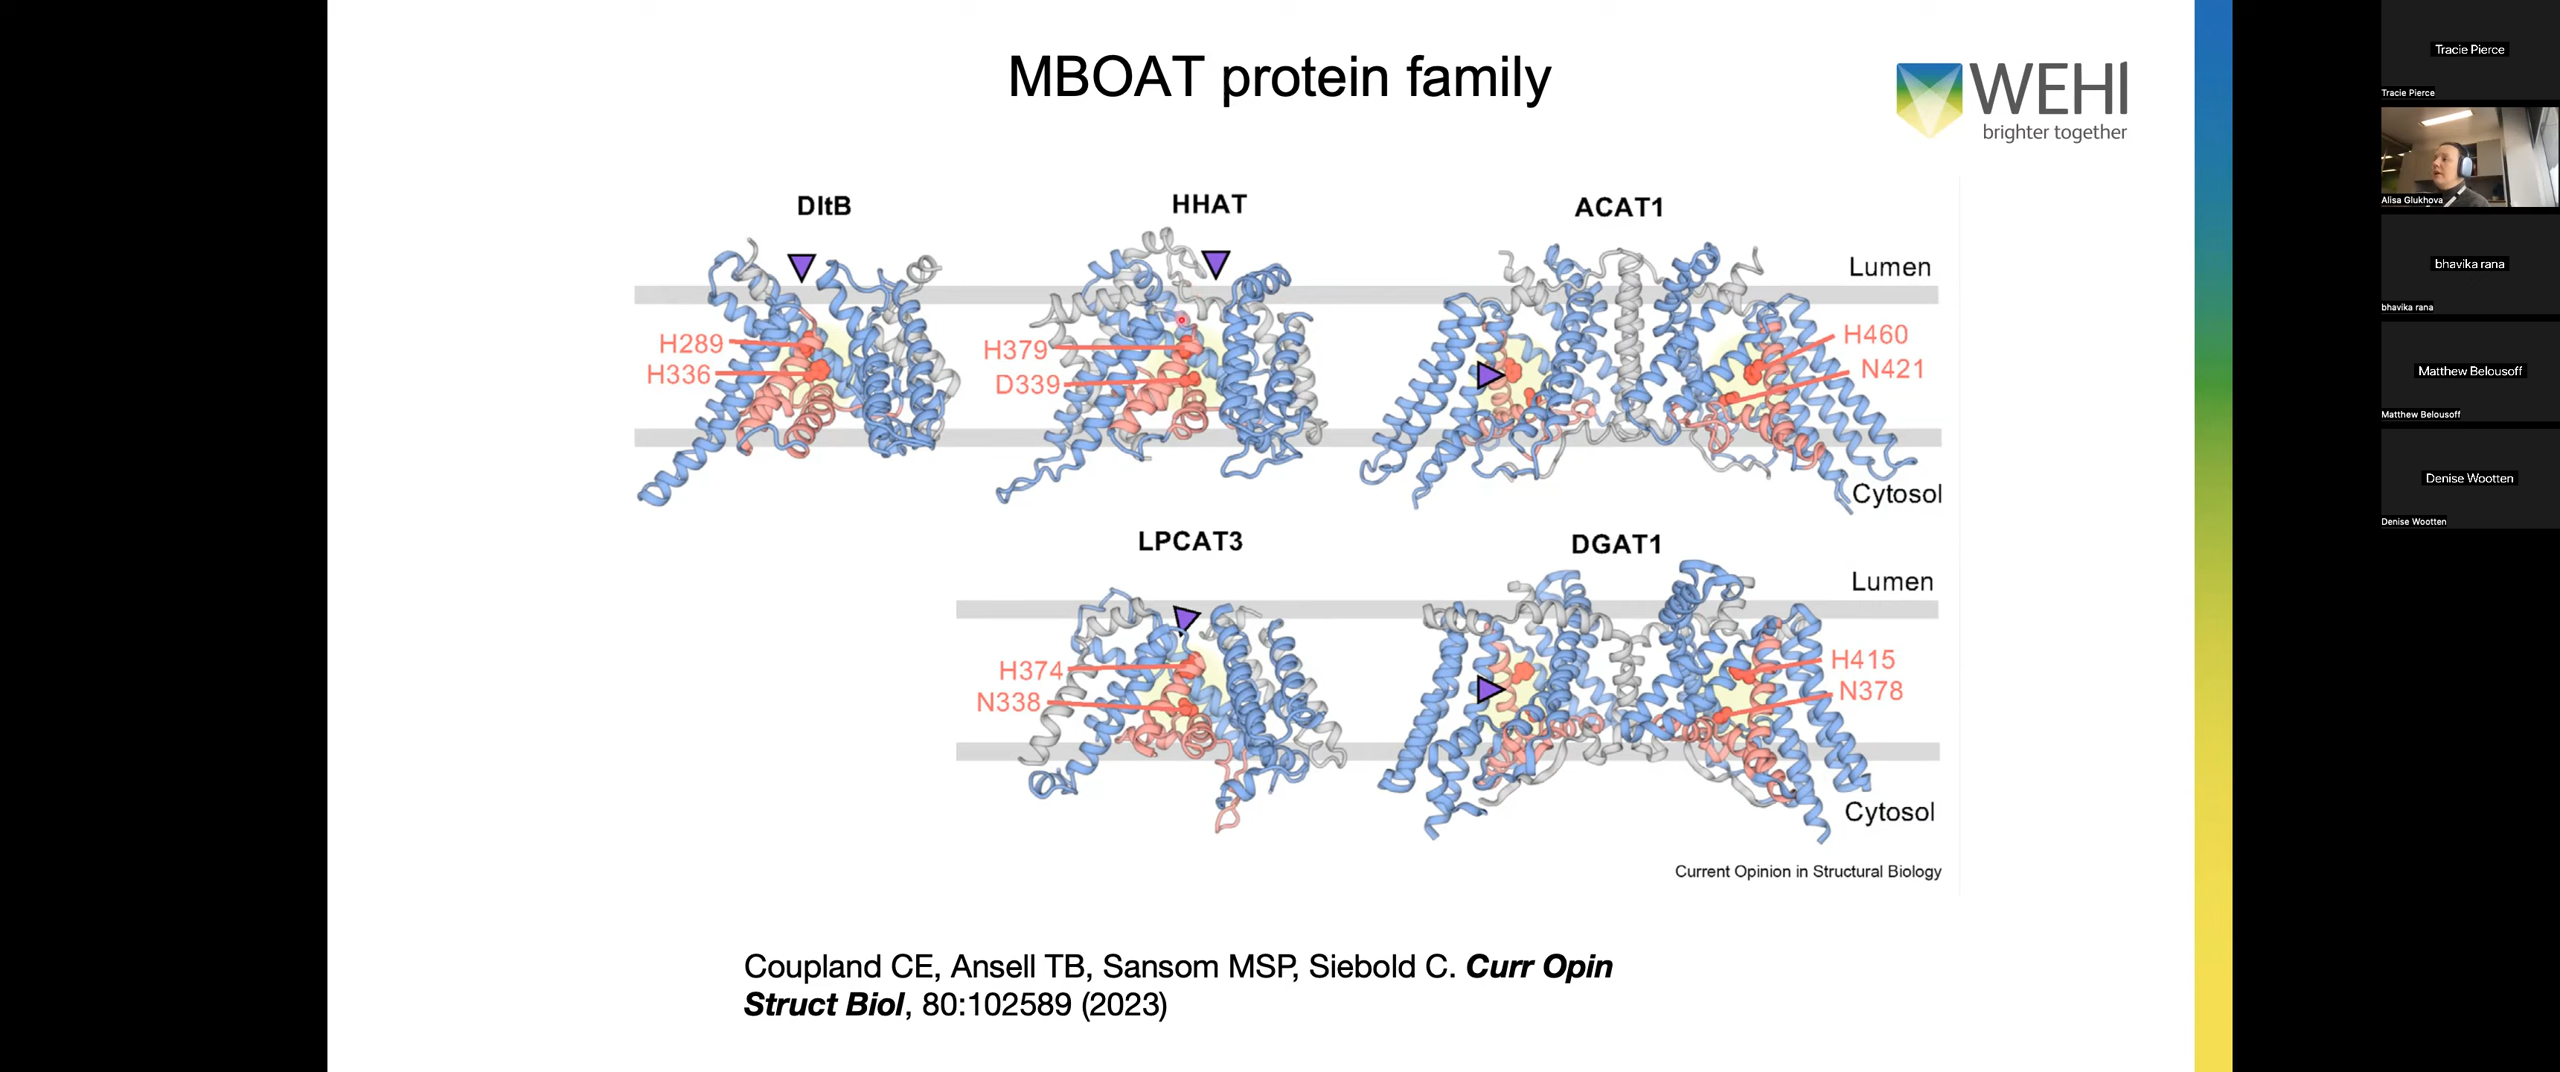 MBOAT protein family
WEHI
brighter together
DltB
HHAT
ACAT1
Lumen
H289
H336
H379
D339
H460
N421
Cytosol
LPCAT3
DGAT1
Lumen
H374
N338
H415
N378
Cytosol
Current Opinion in Structural Biology
Coupland CE, Ansell TB, Sansom MSP, Siebold C. Curr Opin
Struct Biol, 80:102589 (2023)
Tracie Pierce
Tracie Pierce
Alisa Glukhova
bhavika rana
bhavika rana
Matthew Belousoff
Matthew Belousoff
Denise Wootten
Denise Wootten